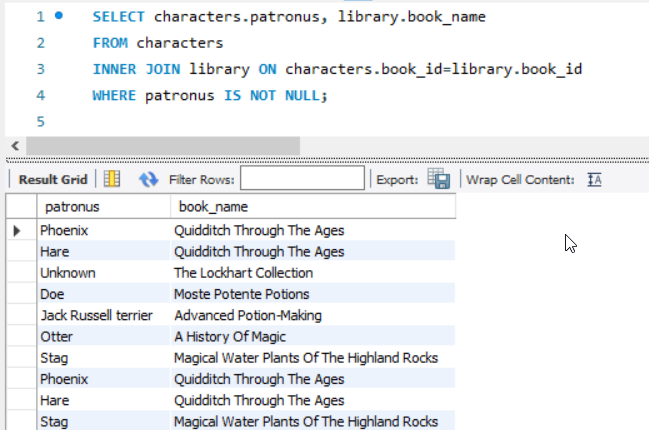 1 SELECT characters.patronus, library.book_name
2 FROM characters
3 INNER JOIN library ON characters.book_id=library.book_id
4 WHERE patronus IS NOT NULL;
5
Result Grid Filter Rows: Export: Wrap Cell Content:
patronus book_name
Phoenix Quidditch Through The Ages
Hare Quidditch Through The Ages
Unknown The Lockhart Collection
Doe Moste Potente Potions
Jack Russell terrier Advanced Potion-Making
Otter A History Of Magic
Stag Magical Water Plants Of The Highland Rocks
Phoenix Quidditch Through The Ages
Hare Quidditch Through The Ages
Stag Magical Water Plants Of The Highland Rocks